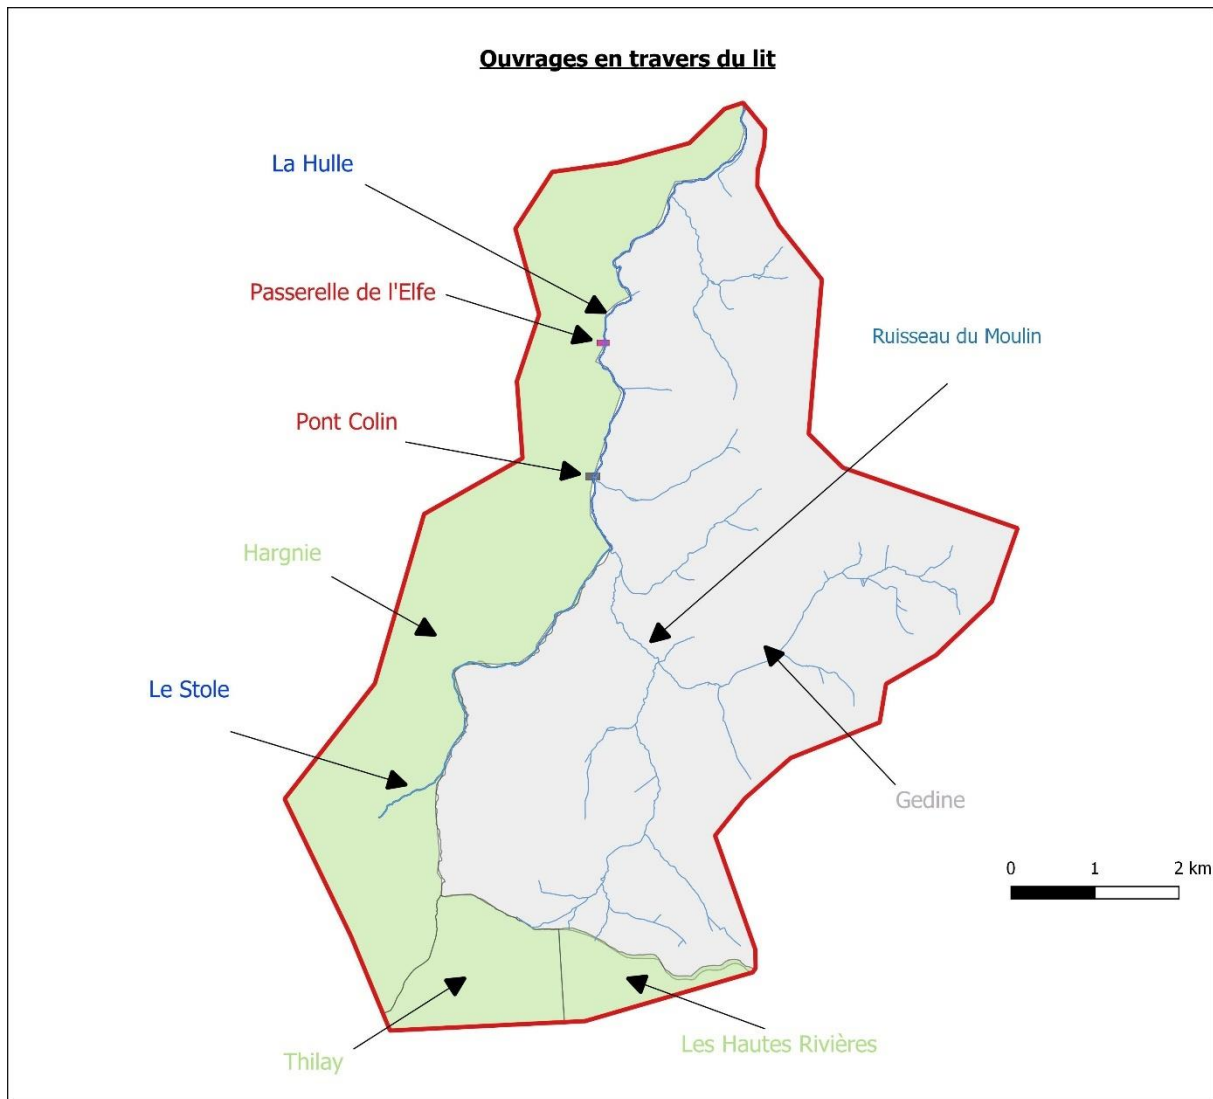 Ouvrages en travers du lit
La Hulle
Passerelle de l'Elfe
Ruisseau du Moulin
Pont Colin
Hargnie
Le Stole
Gedine
0 1 2 km
Les Hautes Rivières
Thilay